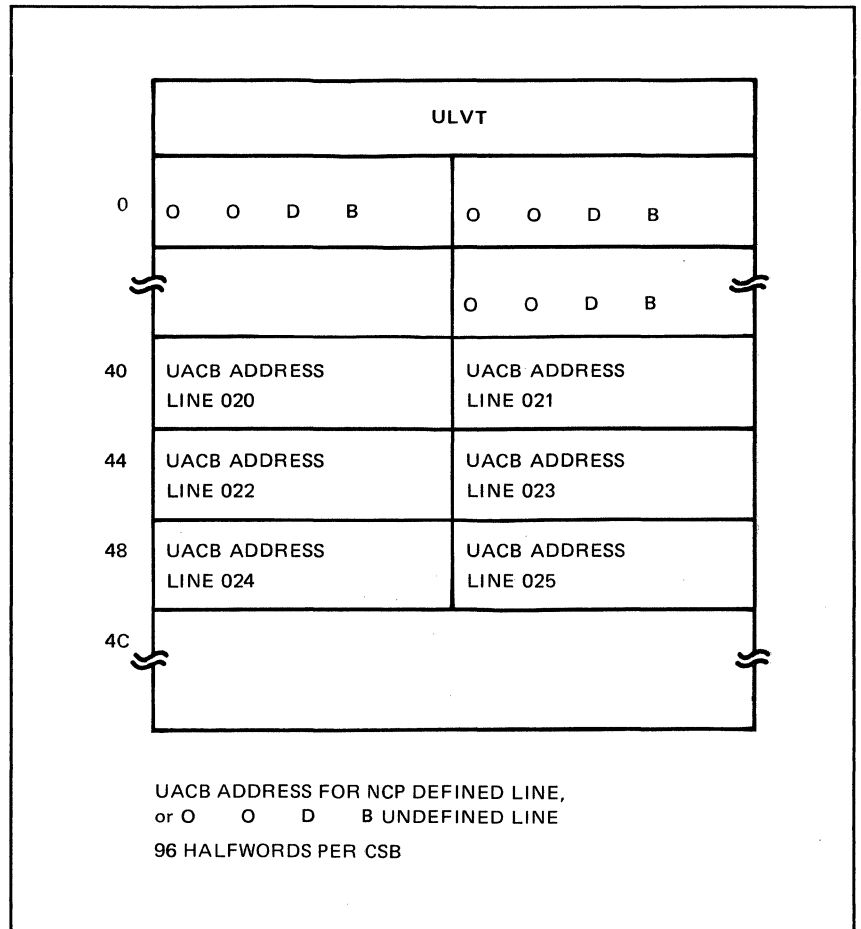 ULVT
0 O O D B O O D B
O O D B
40 UACB ADDRESS UACB ADDRESS
LINE 020 LINE 021
44 UACB ADDRESS UACB ADDRESS
LINE 022 LINE 023
48 UACB ADDRESS UACB ADDRESS
LINE 024 LINE 025
4C
UACB ADDRESS FOR NCP DEFINED LINE,
or O O D B UNDEFINED LINE
96 HALFWORDS PER CSB